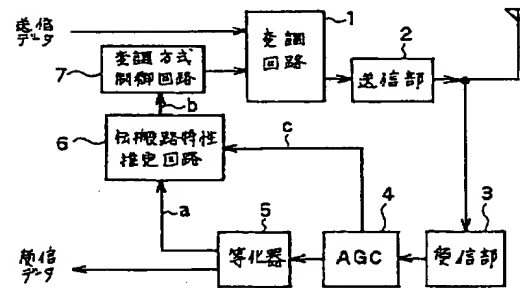 送信
データ
1
変調
回路
2
送信部
7
変調方式
制御回路
b
6
伝搬路特性
推定回路
c
a
5
等化器
4
AGC
3
受信部
受信
データ